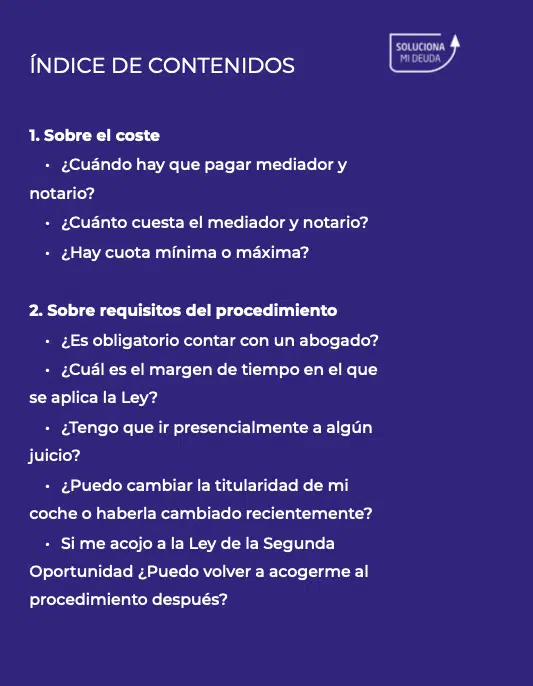 SOLUCIONA
MI DEUDA
ÍNDICE DE CONTENIDOS
1. Sobre el coste
• ¿Cuándo hay que pagar mediador y
notario?
• ¿Cuánto cuesta el mediador y notario?
• ¿Hay cuota mínima o máxima?
2. Sobre requisitos del procedimiento
• ¿Es obligatorio contar con un abogado?
• ¿Cuál es el margen de tiempo en el que
se aplica la Ley?
• ¿Tengo que ir presencialmente a algún
juicio?
• ¿Puedo cambiar la titularidad de mi
coche o haberla cambiado recientemente?
• Si me acojo a la Ley de la Segunda
Oportunidad ¿Puedo volver a acogerme al
procedimiento después?